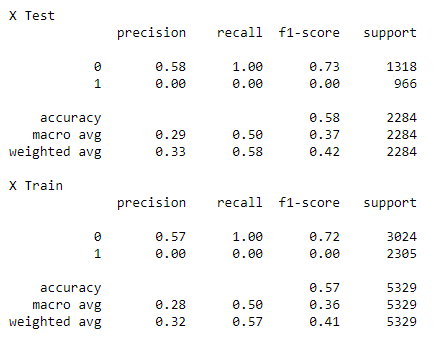 X Test
precision recall f1-score support
0 0.58 1.00 0.73 1318
1 0.00 0.00 0.00 966
accuracy 0.58 2284
macro avg 0.29 0.50 0.37 2284
weighted avg 0.33 0.58 0.42 2284
X Train
precision recall f1-score support
0 0.57 1.00 0.72 3024
1 0.00 0.00 0.00 2305
accuracy 0.57 5329
macro avg 0.28 0.50 0.36 5329
weighted avg 0.32 0.57 0.41 5329